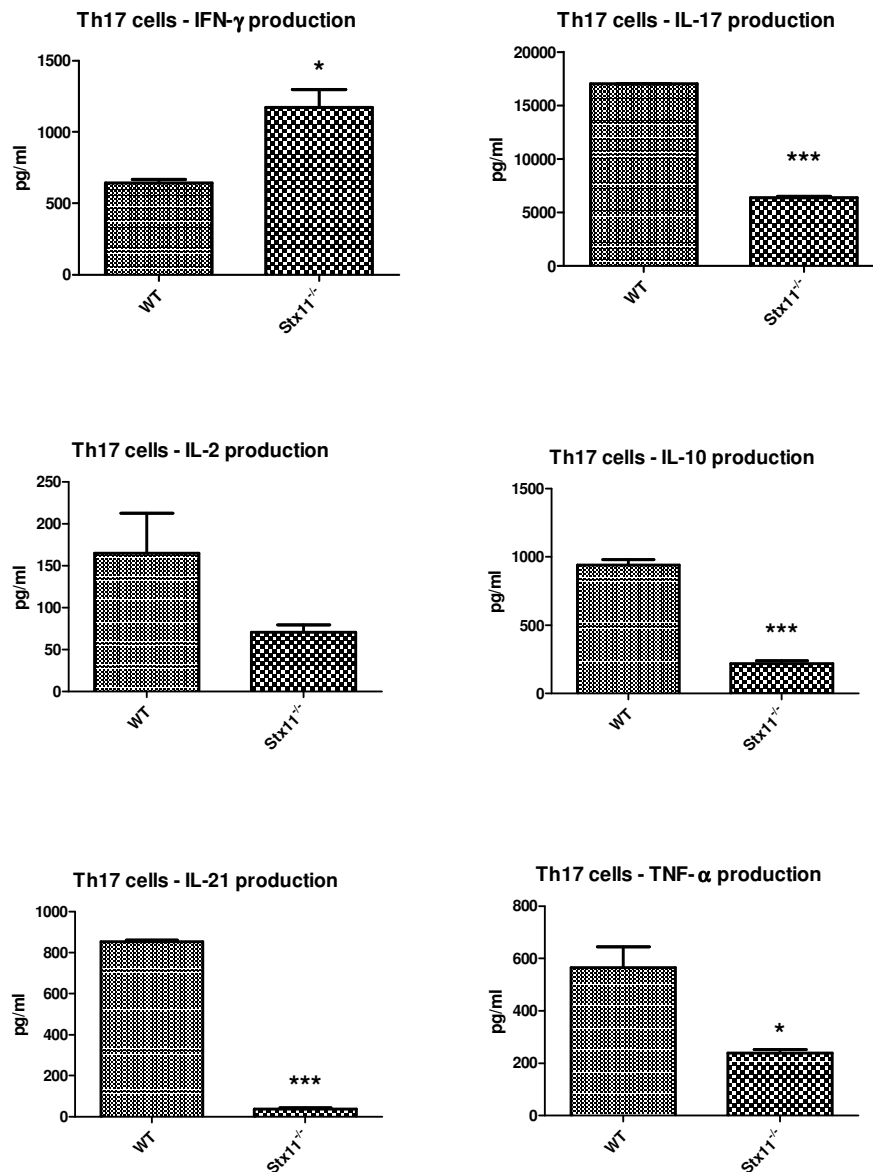 Th17 cells - IFN-γ production
1500
1000
500
0
pg/ml
*
WT
Stx11-/-
Th17 cells - IL-17 production
20000
15000
10000
5000
0
pg/ml
***
WT
Stx11-/-
Th17 cells - IL-2 production
250
200
150
100
50
0
pg/ml
WT
Stx11-/-
Th17 cells - IL-10 production
1500
1000
500
0
pg/ml
***
WT
Stx11-/-
Th17 cells - IL-21 production
1000
800
600
400
200
0
pg/ml
***
WT
Stx11-/-
Th17 cells - TNF- α production
800
600
400
200
0
pg/ml
*
WT
Stx11-/-